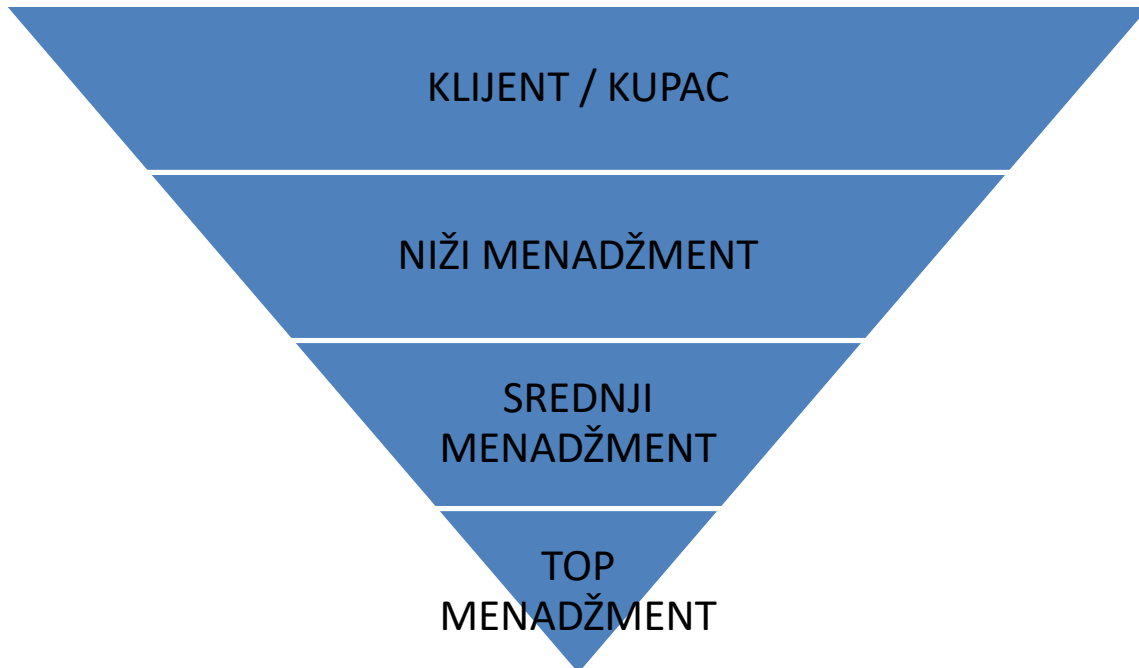 KLIJENT / KUPAC
NIŽI MENADŽMENT
SREDNJI
MENADŽMENT
TOP
MENADŽMENT